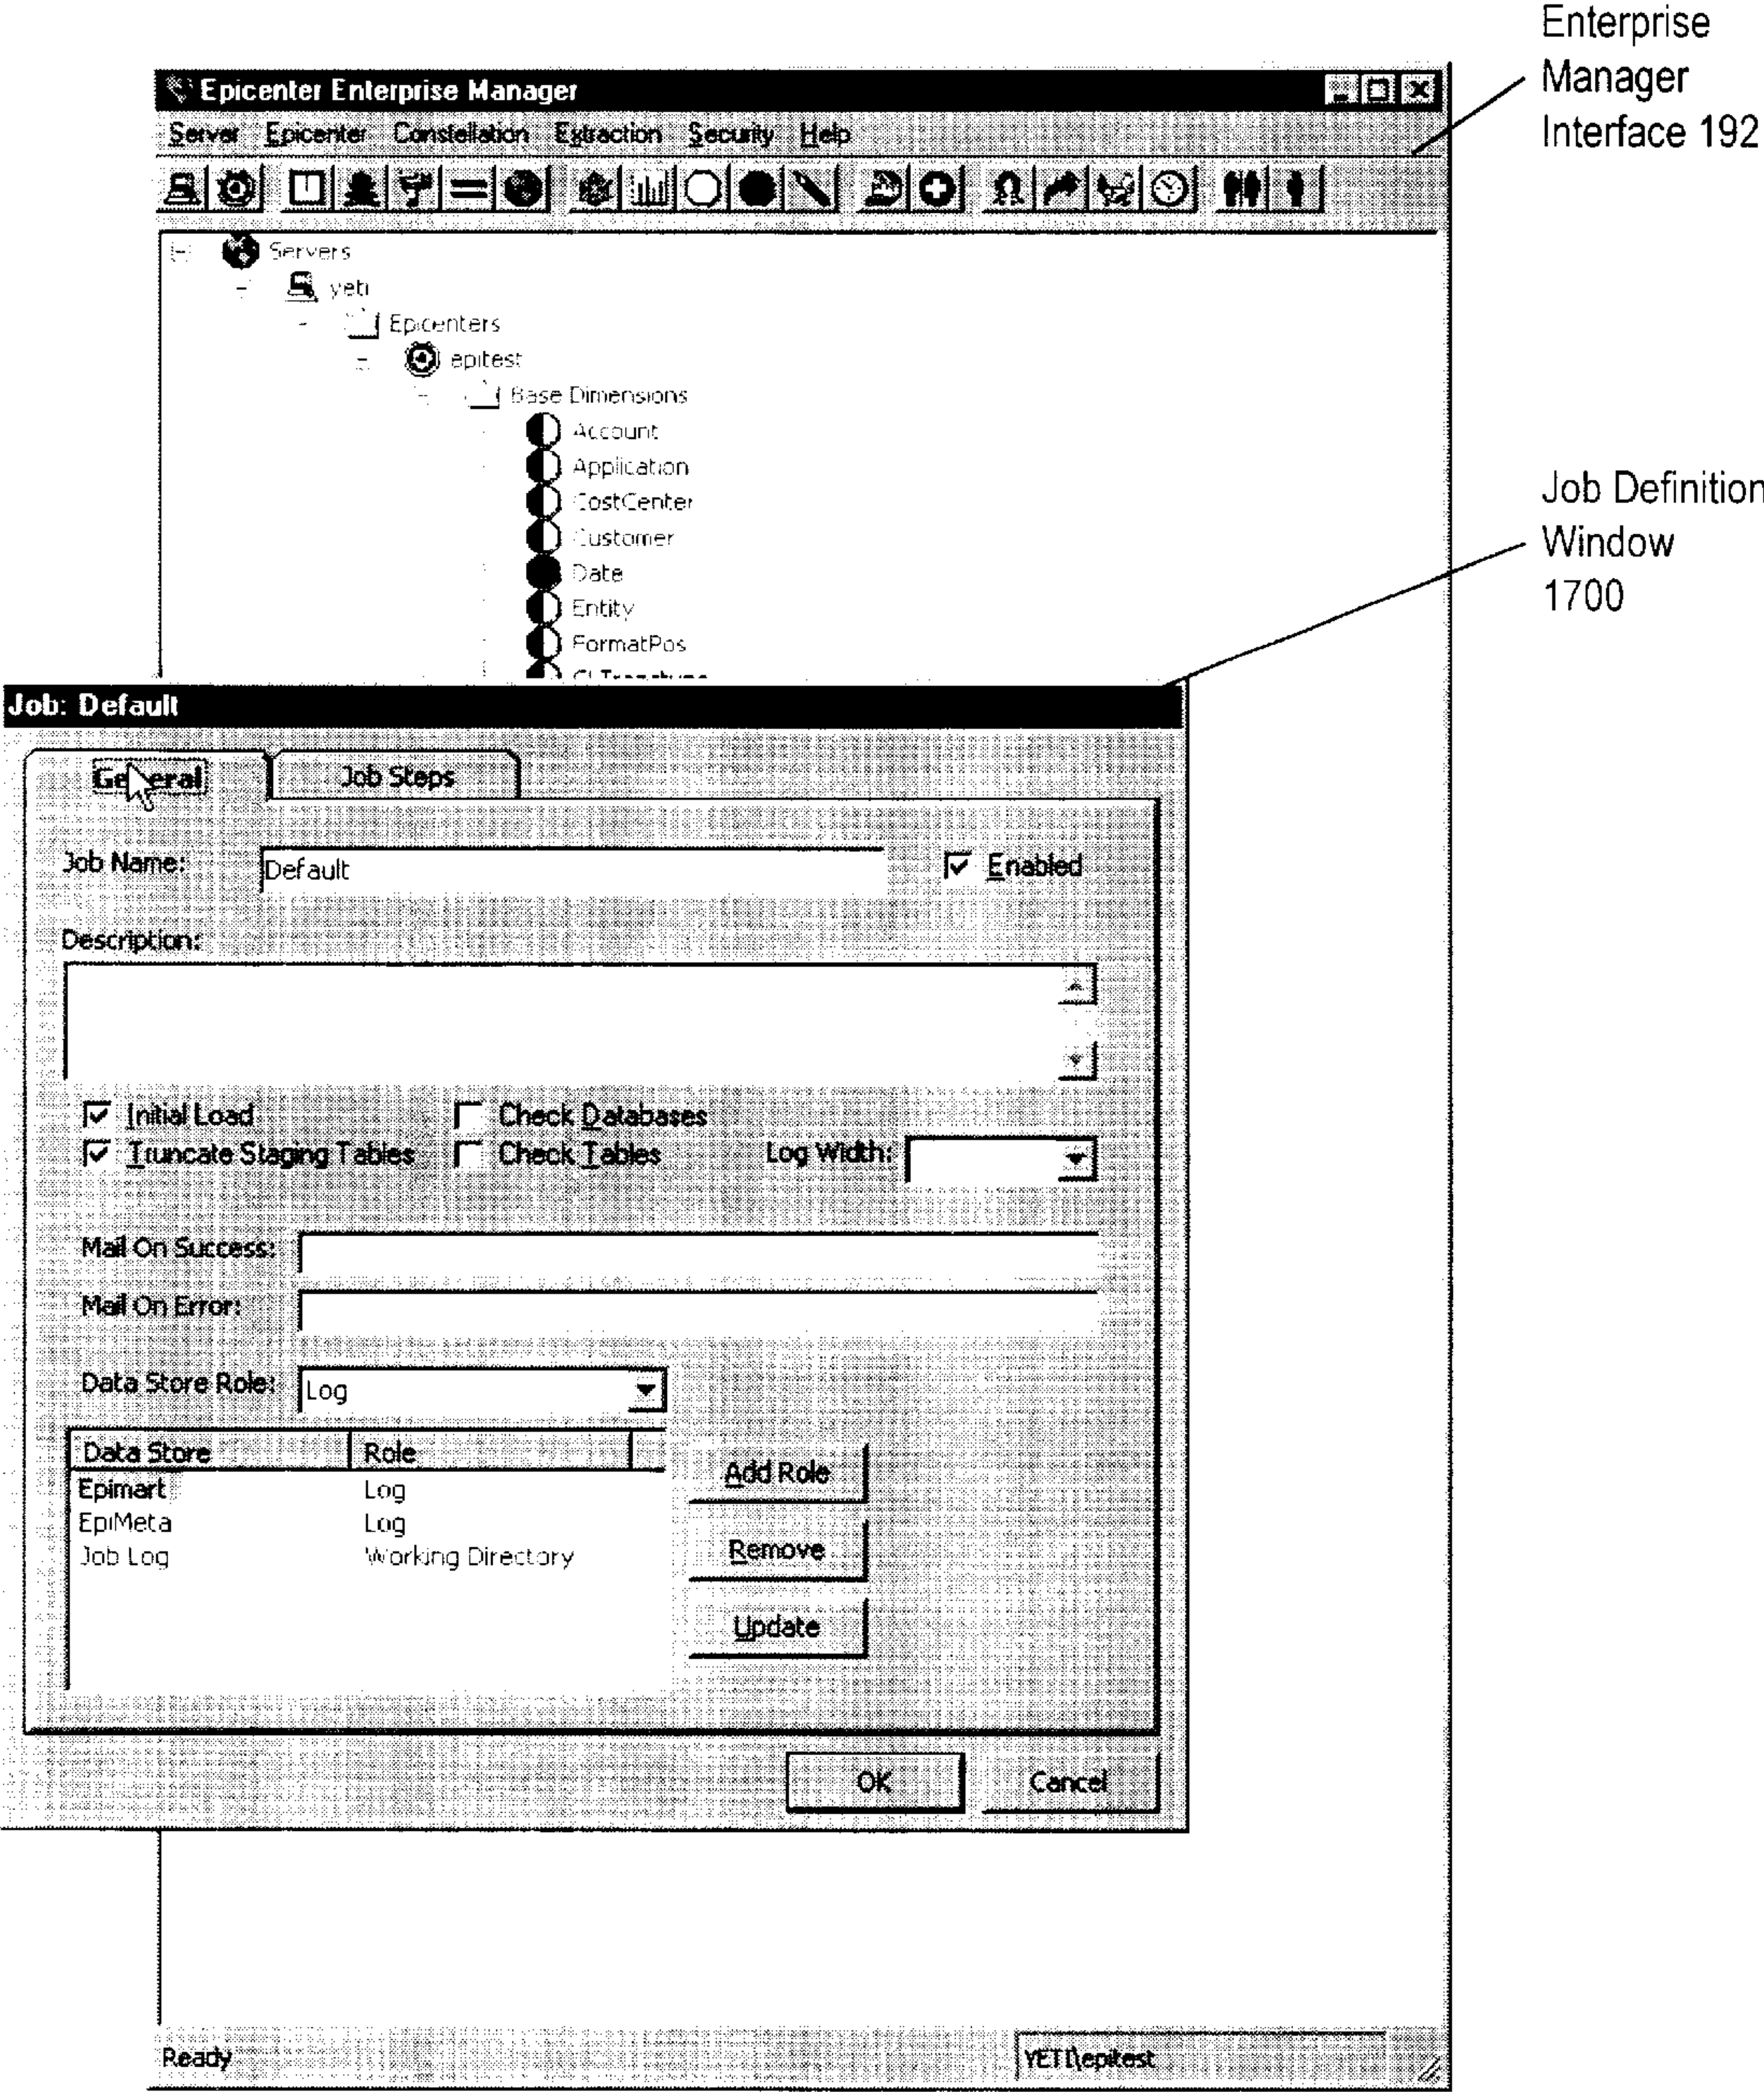 Enterprise
Manager
Interface 192
Epicenter Enterprise Manager
Server Epicenter Constellation Extraction Security Help
Servers
yeti
Epicenters
epitest
Base Dimensions
Account
Application
CostCenter
Customer
Date
Entity
FormatPos
Job Definition
Window
1700
Job: Default
General Job Steps
Job Name: Default Enabled
Description:
Initial Load Check Databases
Truncate Staging Tables Check Tables Log Width:
Mail On Success:
Mail On Error:
Data Store Role: Log
Data Store Role
Epimart Log
EpiMeta Log
Job Log Working Directory
Add Role
Remove
Update
OK Cancel
Ready YETI\epitest